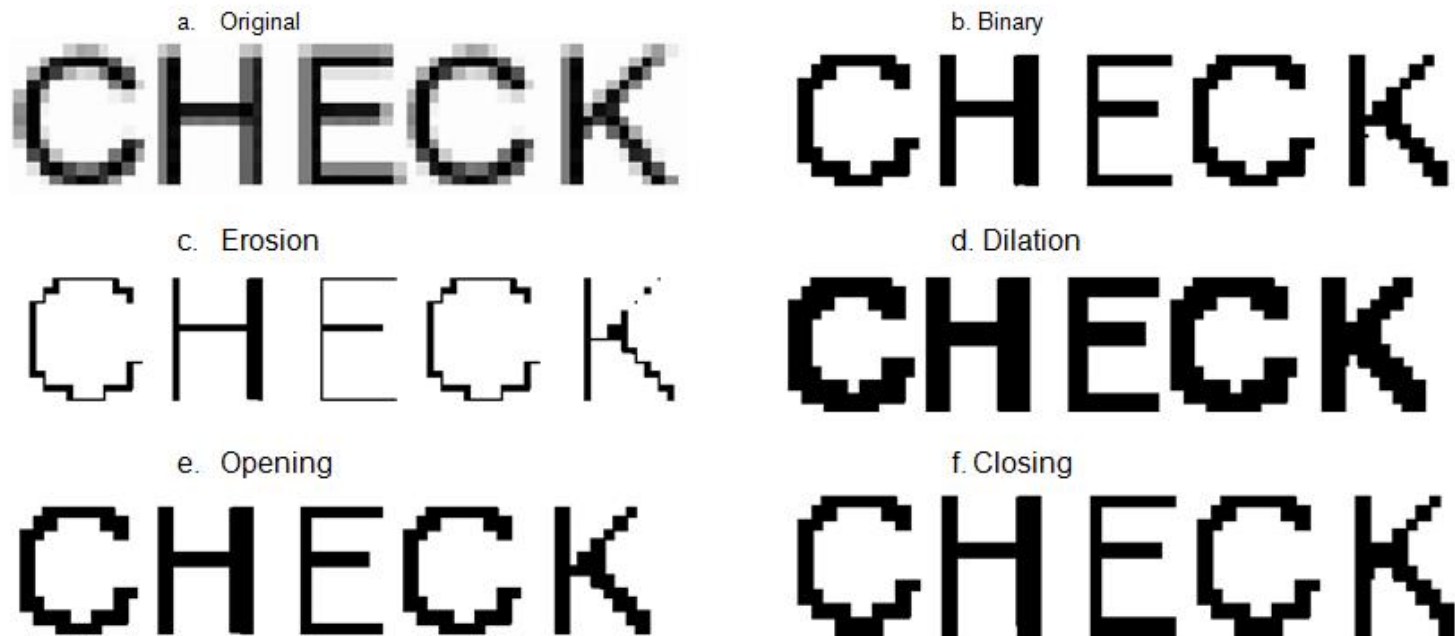 a. Original
b. Binary
CHECK
CHECK
c. Erosion
d. Dilation
CHECK
CHECK
e. Opening
f. Closing
CHECK
CHECK